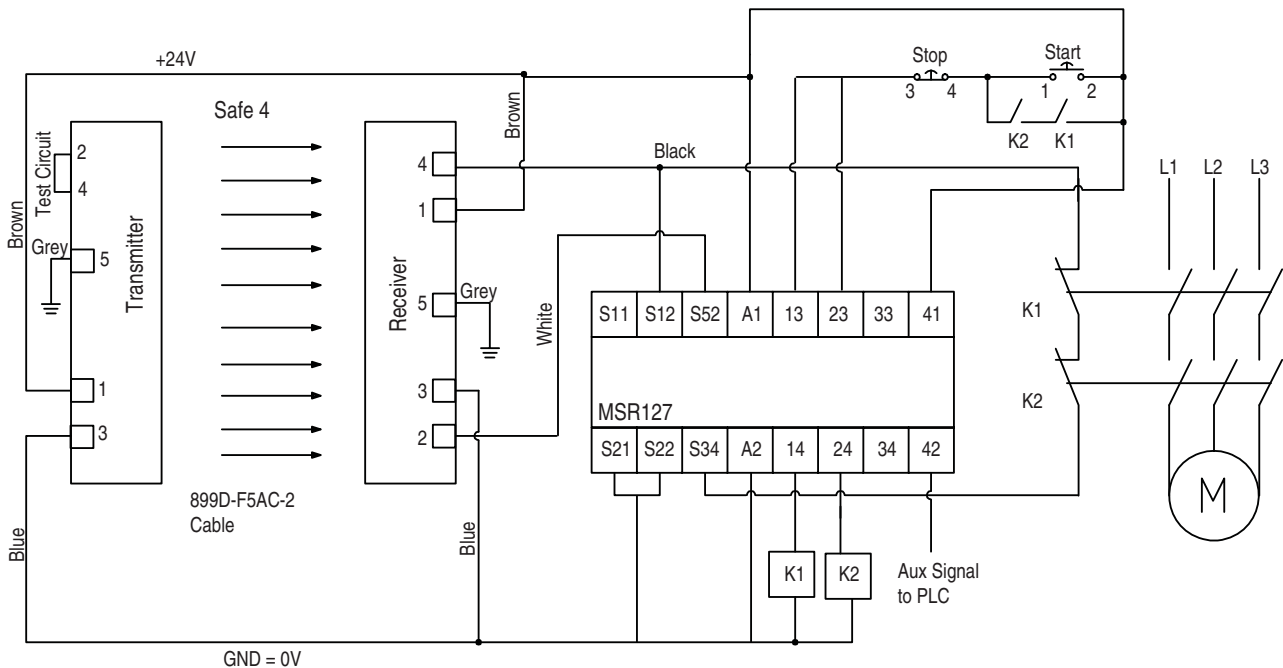 +24V
Stop
Start
3
4
1
2
K2
K1
Safe 4
Brown
Black
L1
L2
L3
2
4
Test Circuit
Brown
Grey
5
Transmitter
1
3
4
1
5
Grey
Receiver
3
2
White
S11
S12
S52
A1
13
23
33
41
MSR127
S21
S22
S34
A2
14
24
34
42
K1
K2
M
899D-F5AC-2
Cable
Blue
Blue
K1
K2
Aux Signal
to PLC
GND = 0V